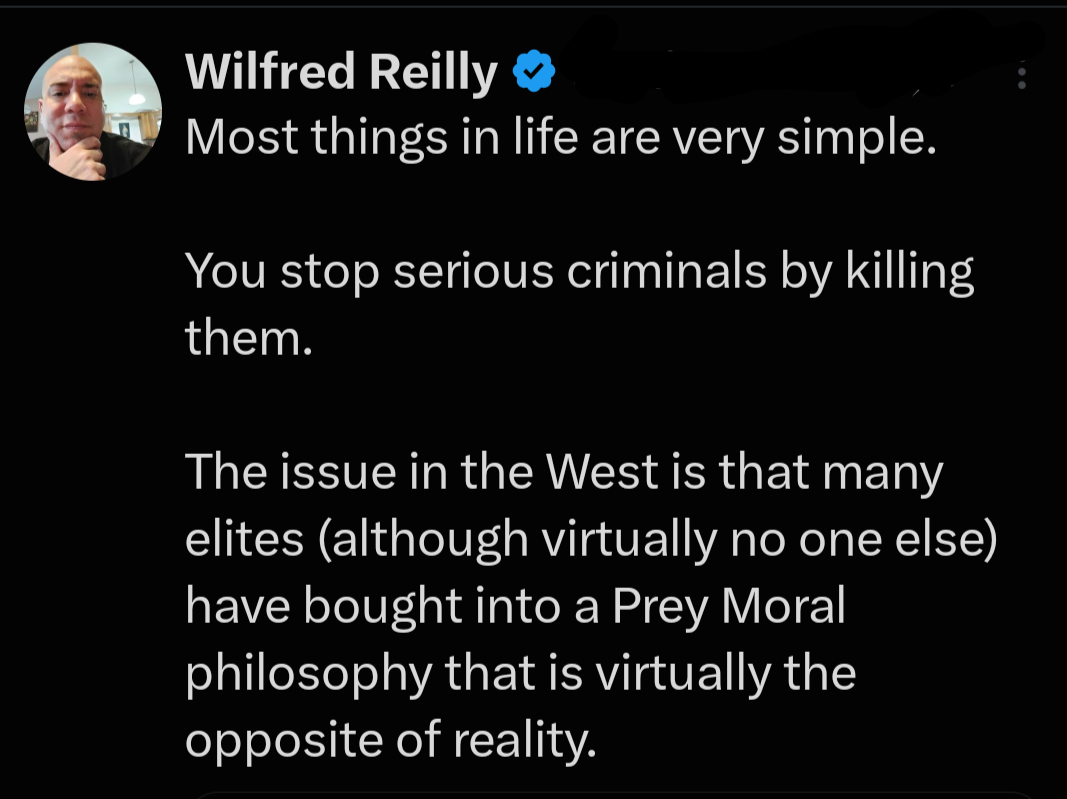 Wilfred Reilly
Most things in life are very simple.
You stop serious criminals by killing
them.
The issue in the West is that many
elites (although virtually no one else)
have bought into a Prey Moral
philosophy that is virtually the
opposite of reality.